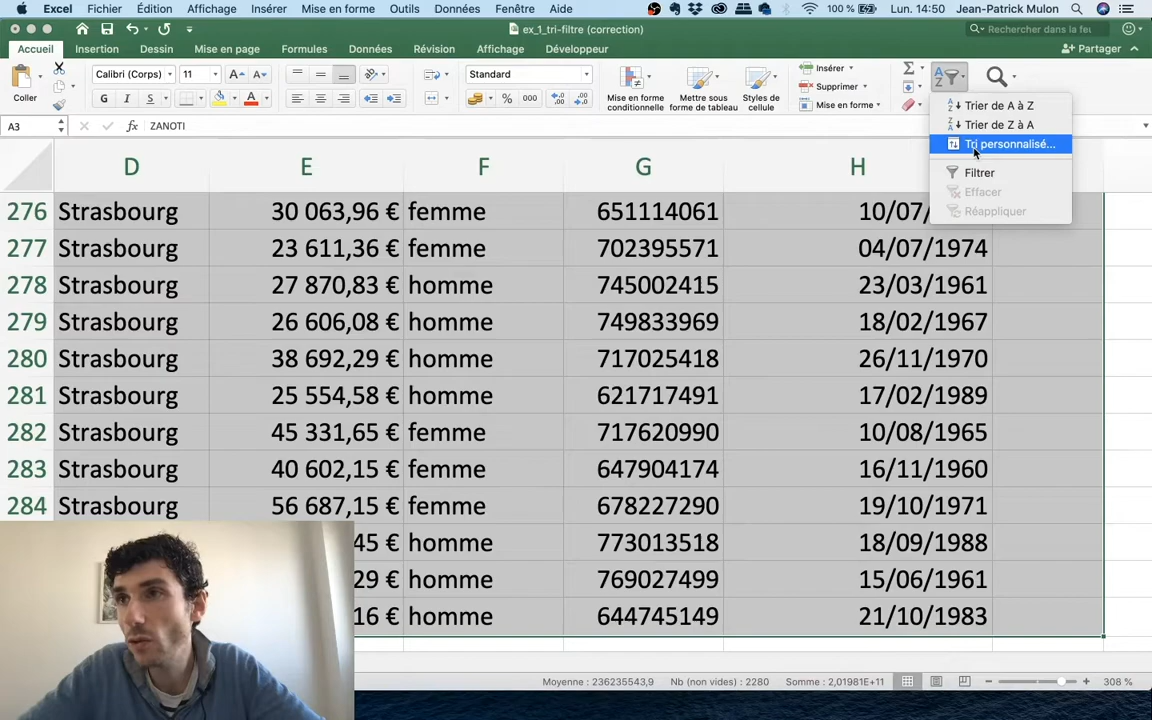 Excel Fichier Édition Affichage Insérer Mise en forme Outils Données Fenêtre Aide 100 % Lun. 14:50 Jean-Patrick Mulon
ex_1_tri-filtre (correction)
Rechercher dans la feu
Accueil Insertion Dessin Mise en page Formules Données Révision Affichage Développeur
Partager
Coller
Calibri (Corps) 11
G I S
Standard
% 000
Mise en forme conditionnelle
Mettre sous forme de tableau
Styles de cellule
Insérer
Supprimer
Mise en forme
Trier de A à Z
Trier de Z à A
Tri personnalisé...
Filtrer
Effacer
Réappliquer
A3 fx ZANOTI
D E F G H
276 Strasbourg 30 063,96 € femme 651114061 10/07/
277 Strasbourg 23 611,36 € femme 702395571 04/07/1974
278 Strasbourg 27 870,83 € homme 745002415 23/03/1961
279 Strasbourg 26 606,08 € homme 749833969 18/02/1967
280 Strasbourg 38 692,29 € homme 717025418 26/11/1970
281 Strasbourg 25 554,58 € homme 621717491 17/02/1989
282 Strasbourg 45 331,65 € femme 717620990 10/08/1965
283 Strasbourg 40 602,15 € femme 647904174 16/11/1960
284 Strasbourg 56 687,15 € femme 678227290 19/10/1971
45 € homme 773013518 18/09/1988
29 € homme 769027499 15/06/1961
16 € homme 644745149 21/10/1983
Moyenne : 236235543,9 Nb (non vides) : 2280 Somme : 2,01981E+11 308 %